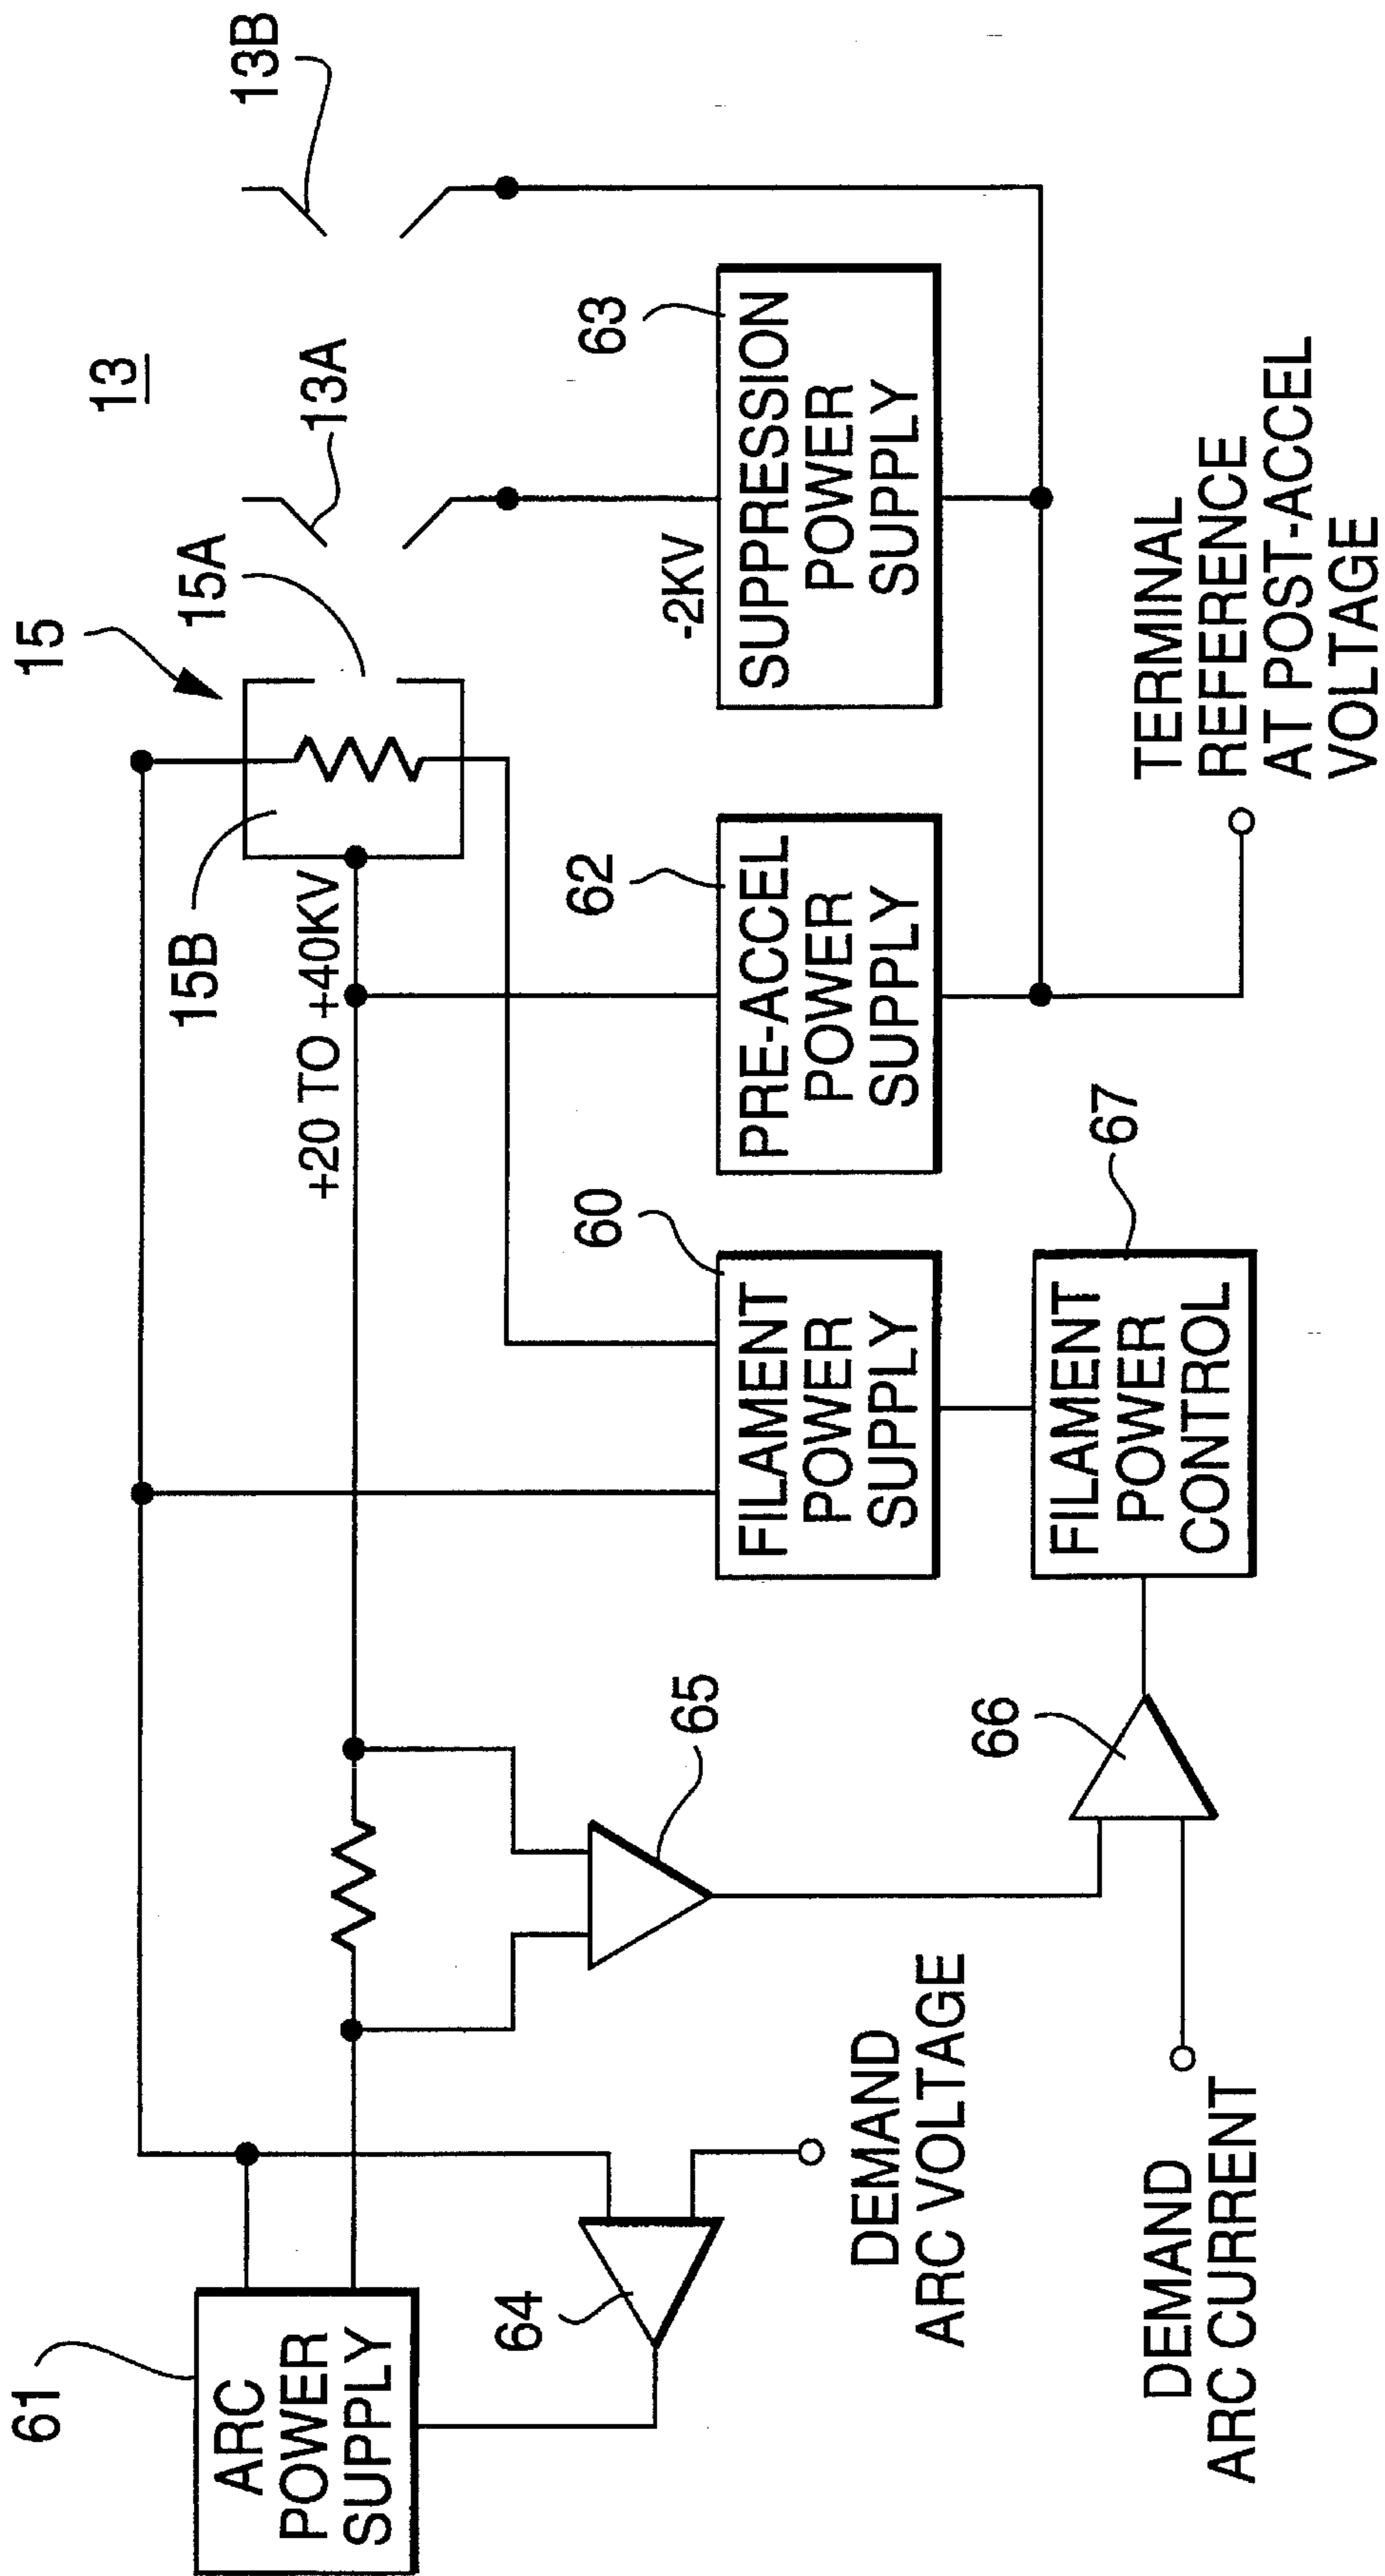 13
13B
13A
15
15A
15B
+20 TO +40KV
-2KV
61
ARC
POWER
SUPPLY
64
DEMAND
ARC VOLTAGE
65
60
FILAMENT
POWER
SUPPLY
62
PRE-ACCEL
POWER
SUPPLY
63
SUPPRESSION
POWER
SUPPLY
66
DEMAND
ARC CURRENT
67
FILAMENT
POWER
CONTROL
TERMINAL
REFERENCE
AT POST-ACCEL
VOLTAGE